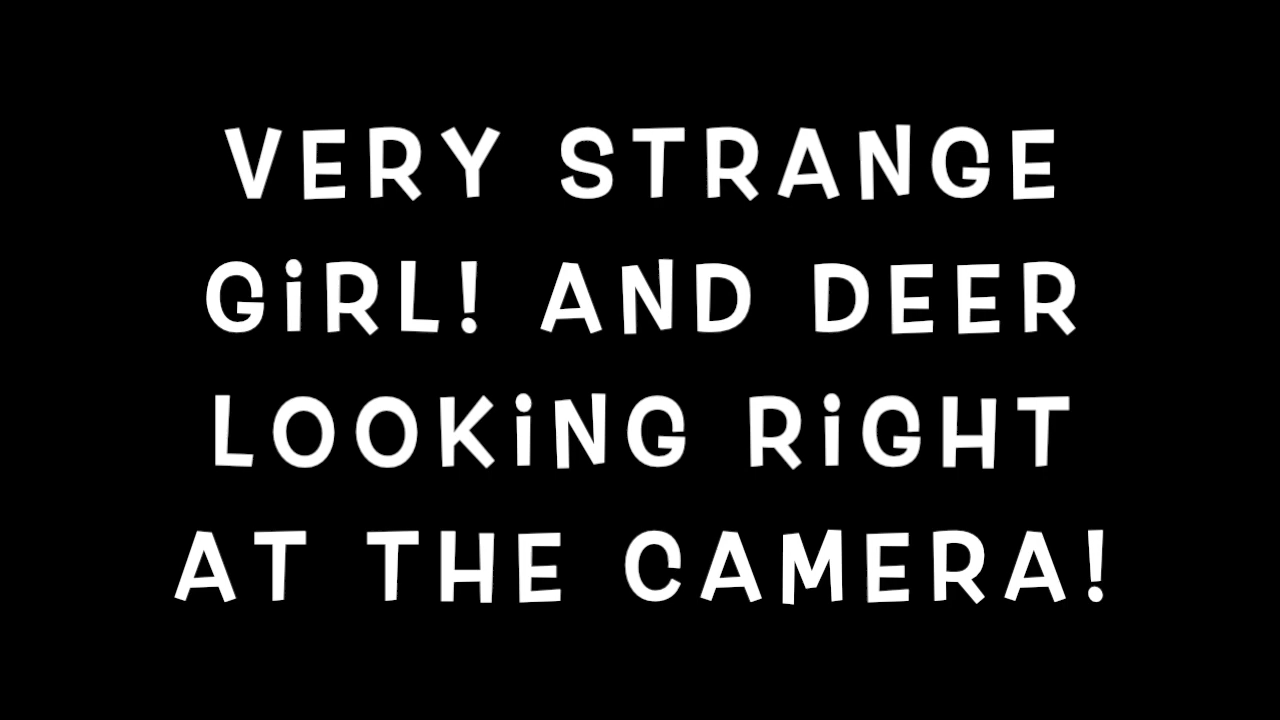 VERY STRANGE
GiRL! AND DEER
LOOKiNG RiGHT
AT THE CAMERA!